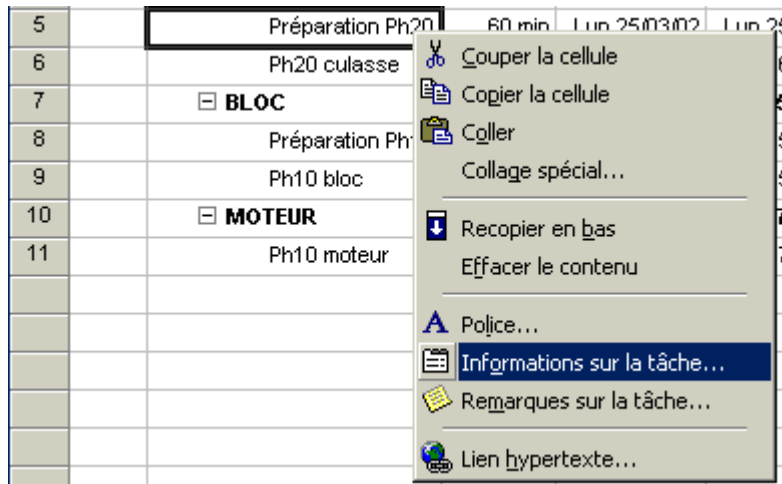 5 Préparation Ph20 60 min Lun 25/03/02 Lun
6 Ph20 culasse
7 BLOC
8 Préparation Ph
9 Ph10 bloc
10 MOTEUR
11 Ph10 moteur
Couper la cellule
Copier la cellule
Coller
Collage spécial...
Recopier en bas
Effacer le contenu
Police...
Informations sur la tâche...
Remarques sur la tâche...
Lien hypertexte...